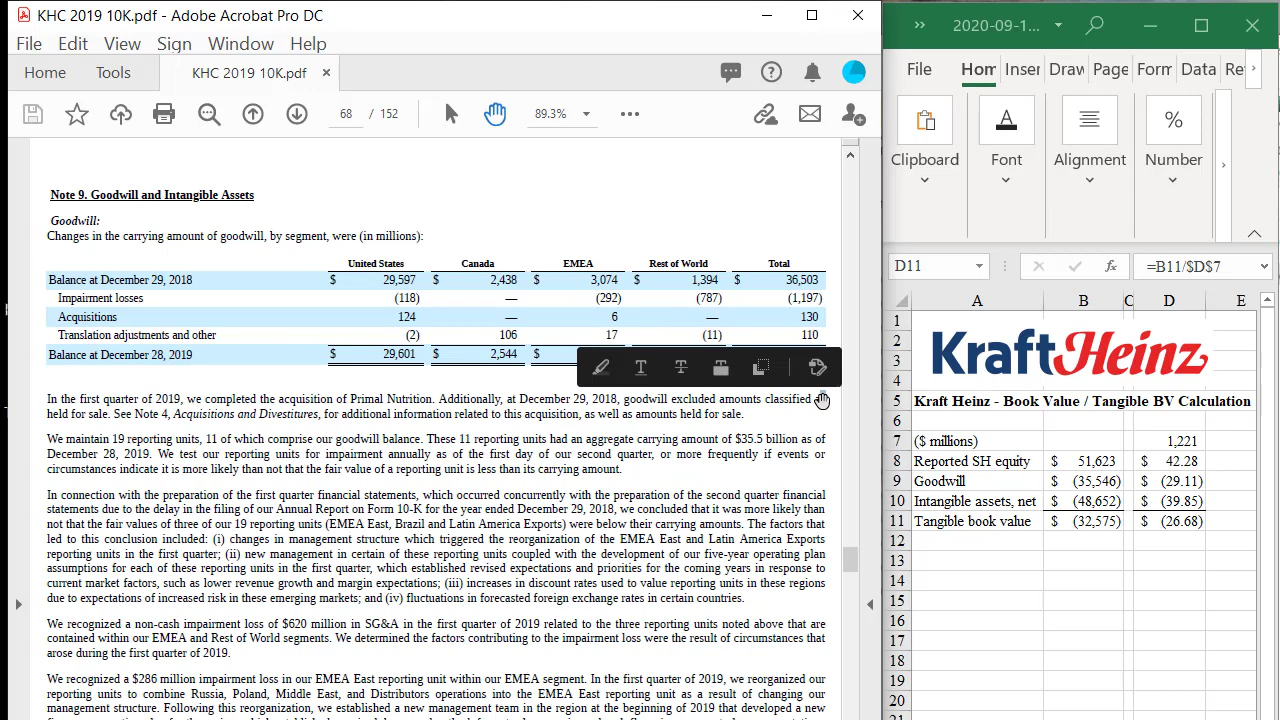 KHC 2019 10K.pdf - Adobe Acrobat Pro DC
File Edit View Sign Window Help
Home Tools KHC 2019 10K.pdf ×
68 / 152 89.3%
Note 9. Goodwill and Intangible Assets
Goodwill:
Changes in the carrying amount of goodwill, by segment, were (in millions):
United States Canada EMEA Rest of World Total
Balance at December 29, 2018 $ 29,597 $ 2,438 $ 3,074 $ 1,394 $ 36,503
Impairment losses (118) — (292) (787) (1,197)
Acquisitions 124 — 6 — 130
Translation adjustments and other (2) 106 17 (11) 110
Balance at December 28, 2019 $ 29,601 $ 2,544 $
In the first quarter of 2019, we completed the acquisition of Primal Nutrition. Additionally, at December 29, 2018, goodwill excluded amounts classified
held for sale. See Note 4, Acquisitions and Divestitures, for additional information related to this acquisition, as well as amounts held for sale.
We maintain 19 reporting units, 11 of which comprise our goodwill balance. These 11 reporting units had an aggregate carrying amount of $35.5 billion as of
December 28, 2019. We test our reporting units for impairment annually as of the first day of our second quarter, or more frequently if events or
circumstances indicate it is more likely than not that the fair value of a reporting unit is less than its carrying amount.
In connection with the preparation of the first quarter financial statements, which occurred concurrently with the preparation of the second quarter financial
statements due to the delay in the filing of our Annual Report on Form 10-K for the year ended December 29, 2018, we concluded that it was more likely than
not that the fair values of three of our 19 reporting units (EMEA East, Brazil and Latin America Exports) were below their carrying amounts. The factors that
led to this conclusion included: (i) changes in management structure which triggered the reorganization of the EMEA East and Latin America Exports
reporting units in the first quarter; (ii) new management in certain of these reporting units coupled with the development of our five-year operating plan
assumptions for each of these reporting units in the first quarter, which established revised expectations and priorities for the coming years in response to
current market factors, such as lower revenue growth and margin expectations; (iii) increases in discount rates used to value reporting units in these regions
due to expectations of increased risk in these emerging markets; and (iv) fluctuations in forecasted foreign exchange rates in certain countries.
We recognized a non-cash impairment loss of $620 million in SG&A in the first quarter of 2019 related to the three reporting units noted above that are
contained within our EMEA and Rest of World segments. We determined the factors contributing to the impairment loss were the result of circumstances that
arose during the first quarter of 2019.
We recognized a $286 million impairment loss in our EMEA East reporting unit within our EMEA segment. In the first quarter of 2019, we reorganized our
reporting units to combine Russia, Poland, Middle East, and Distributors operations into the EMEA East reporting unit as a result of changing our
management structure. Following this reorganization, we established a new management team in the region at the beginning of 2019 that developed a new
2020-09-1...
File Hom Inser Draw Page Form Data Re
Clipboard Font Alignment Number
D11 =B11/$D$7
A B C D E
1
2 KraftHeinz
3
4
5 Kraft Heinz - Book Value / Tangible BV Calculation
6
7 ($ millions) 1,221
8 Reported SH equity $ 51,623 $ 42.28
9 Goodwill $ (35,546) $ (29.11)
10 Intangible assets, net $ (48,652) $ (39.85)
11 Tangible book value $ (32,575) $ (26.68)
12
13
14
15
16
17
18
19
20